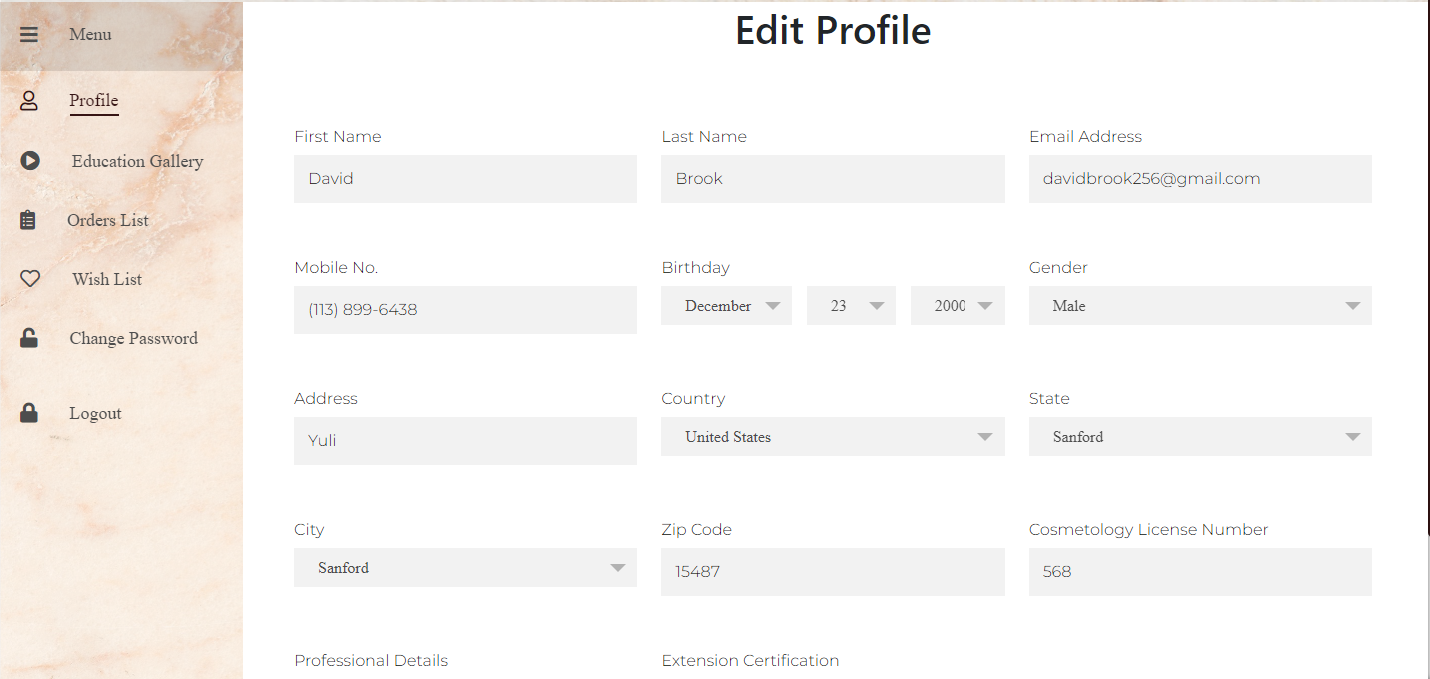 Menu
Profile
Education Gallery
Orders List
Wish List
Change Password
Logout
Edit Profile
First Name Last Name Email Address
David Brook davidbrook256@gmail.com
Mobile No. Birthday Gender
(113) 899-6438 December 23 2000 Male
Address Country State
Yuli United States Sanford
City Zip Code Cosmetology License Number
Sanford 15487 568
Professional Details Extension Certification